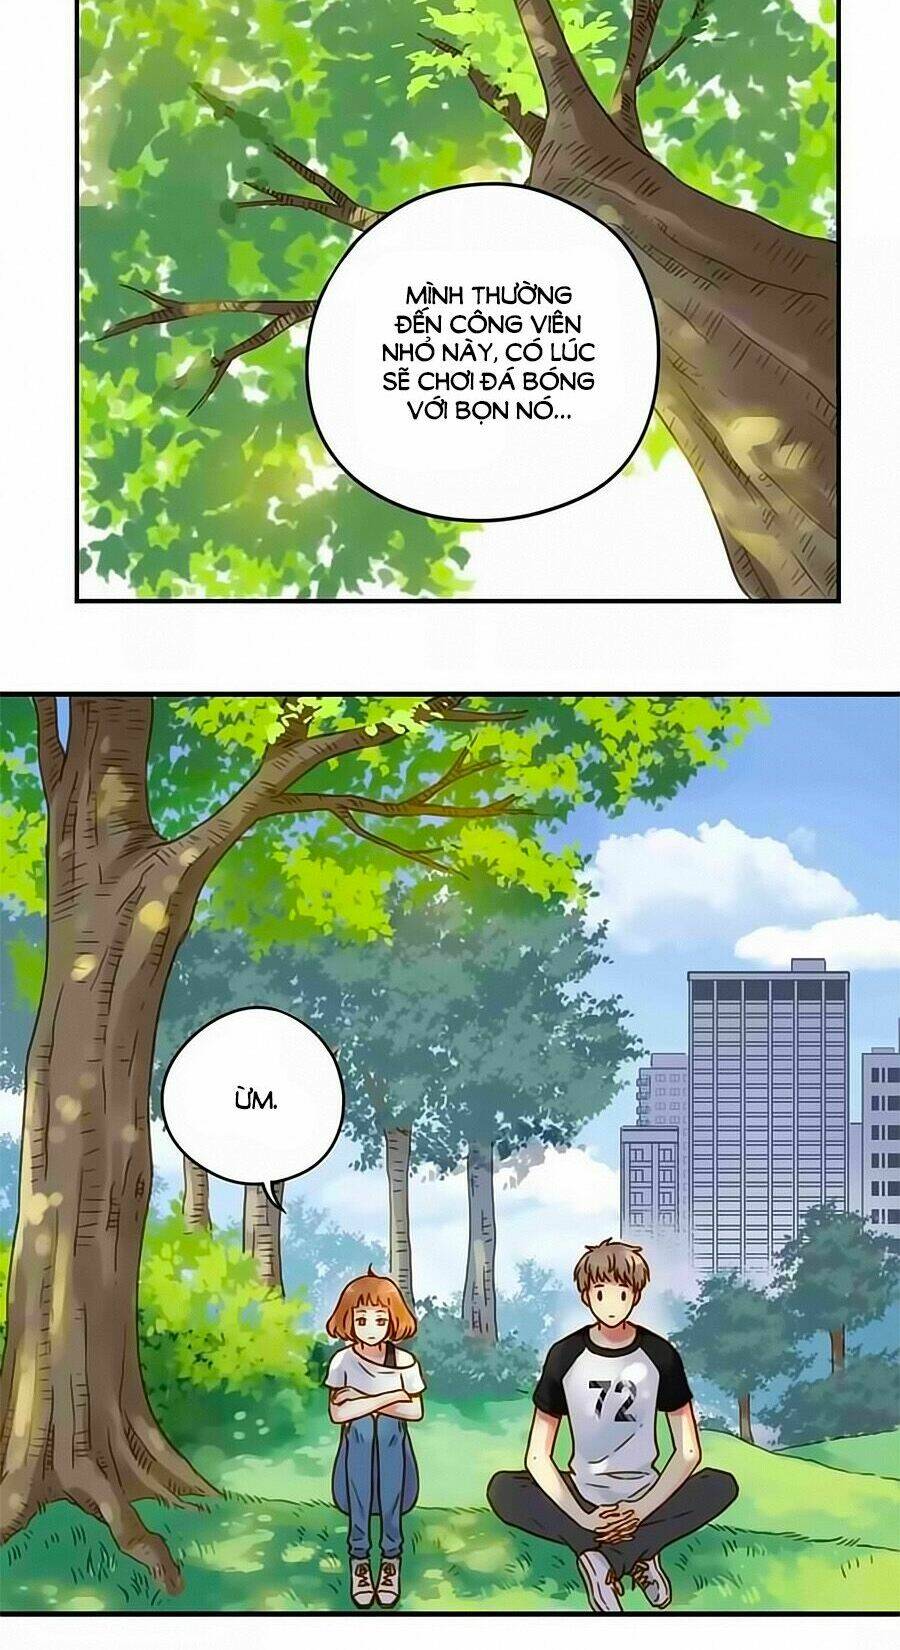 MÌNH THƯỜNG
ĐẾN CÔNG VIÊN
NHỎ NÀY, CÓ LÚC
SẼ CHƠI ĐÁ BÓNG
VỚI BỌN NÓ...
ỪM.
72